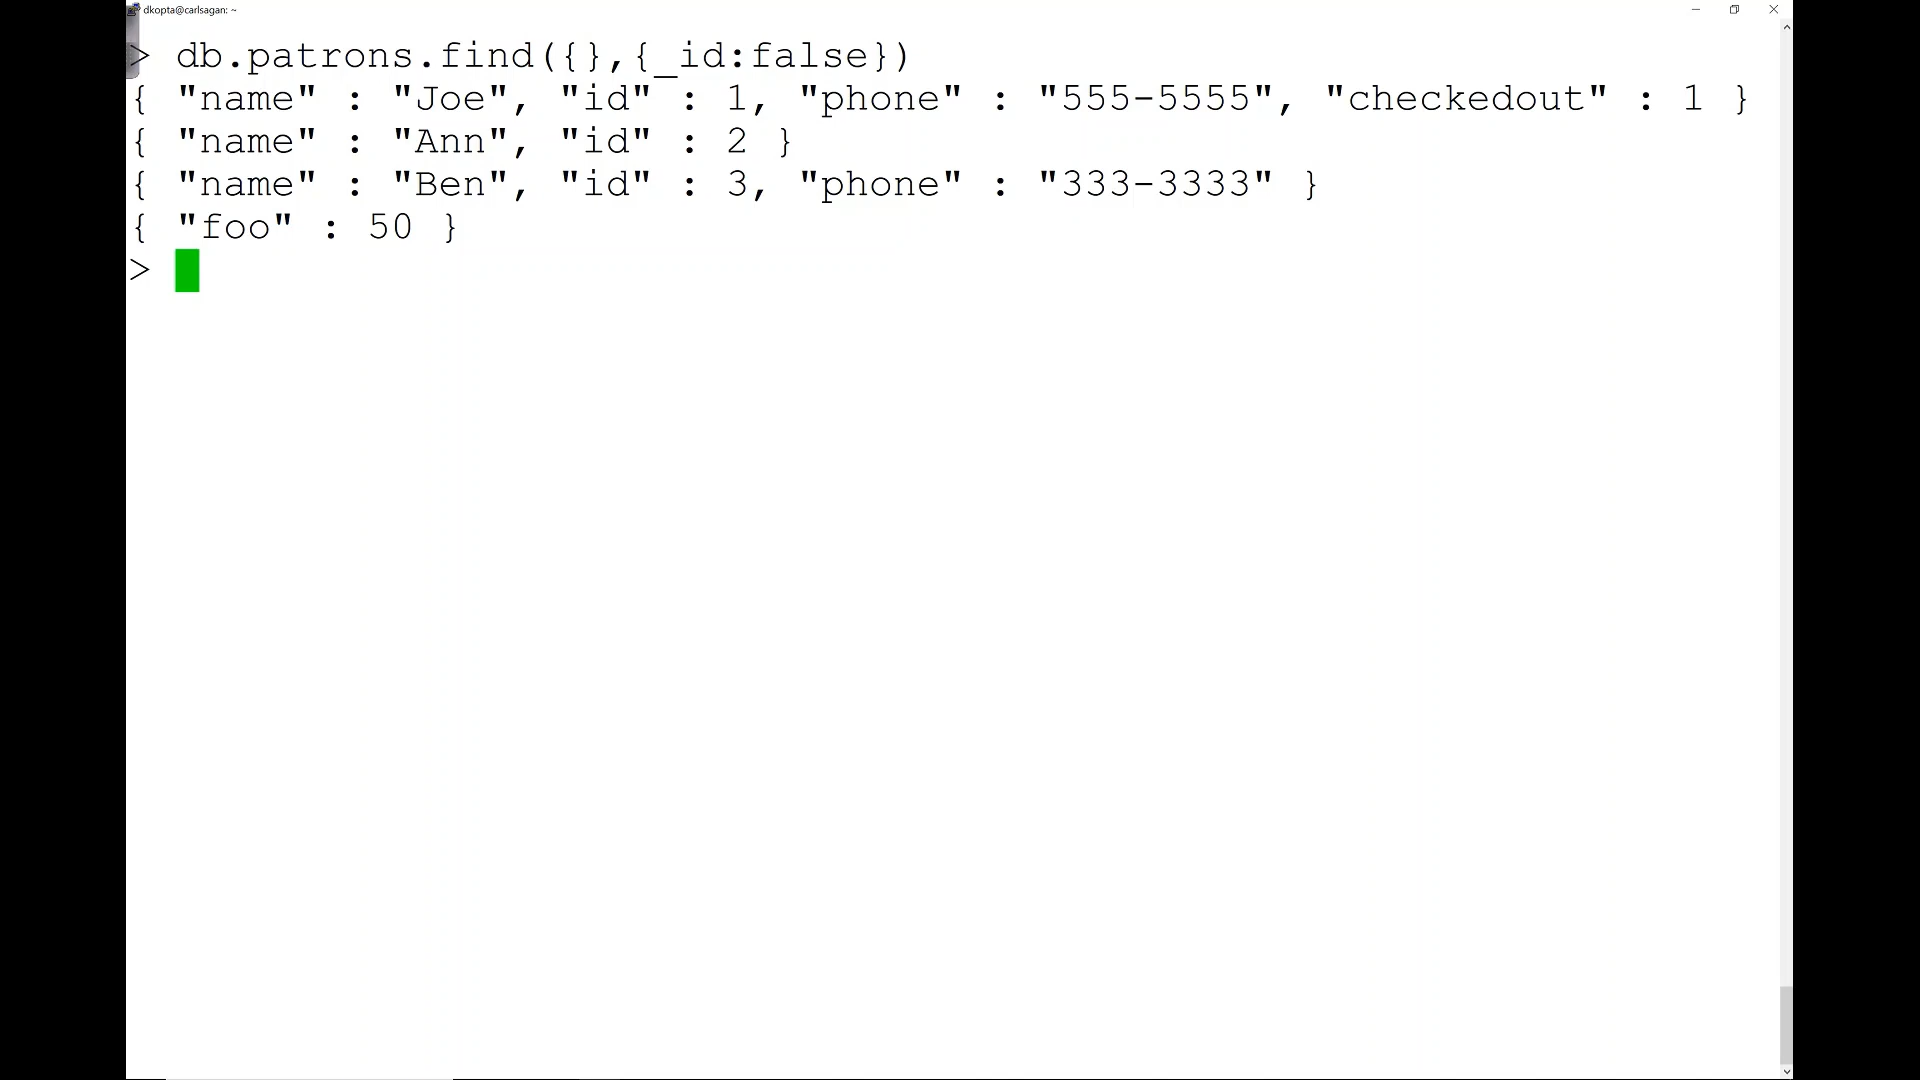 dkopta@carlsagan: ~
> db.patrons.find({},{_id:false})
{ "name" : "Joe", "id" : 1, "phone" : "555-5555", "checkedout" : 1 }
{ "name" : "Ann", "id" : 2 }
{ "name" : "Ben", "id" : 3, "phone" : "333-3333" }
{ "foo" : 50 }
>